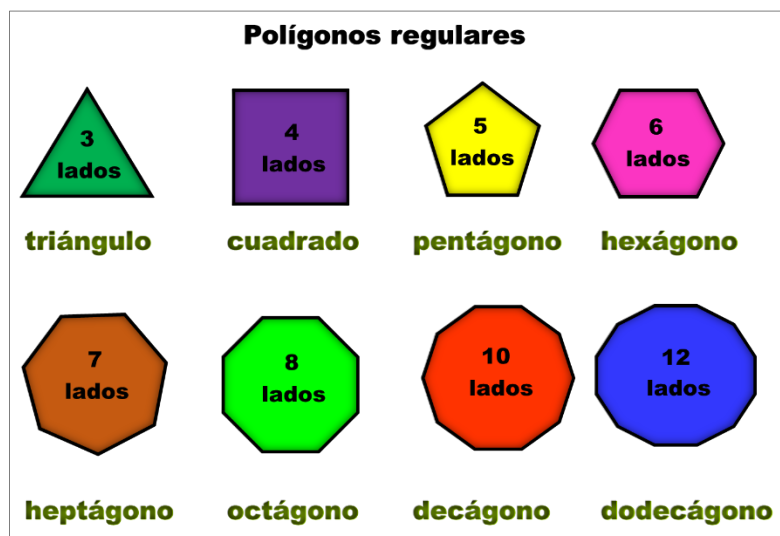 Polígonos regulares
3
lados
4
lados
5
lados
6
lados
triángulo
cuadrado
pentágono
hexágono
7
lados
8
lados
10
lados
12
lados
heptágono
octágono
decágono
dodecágono